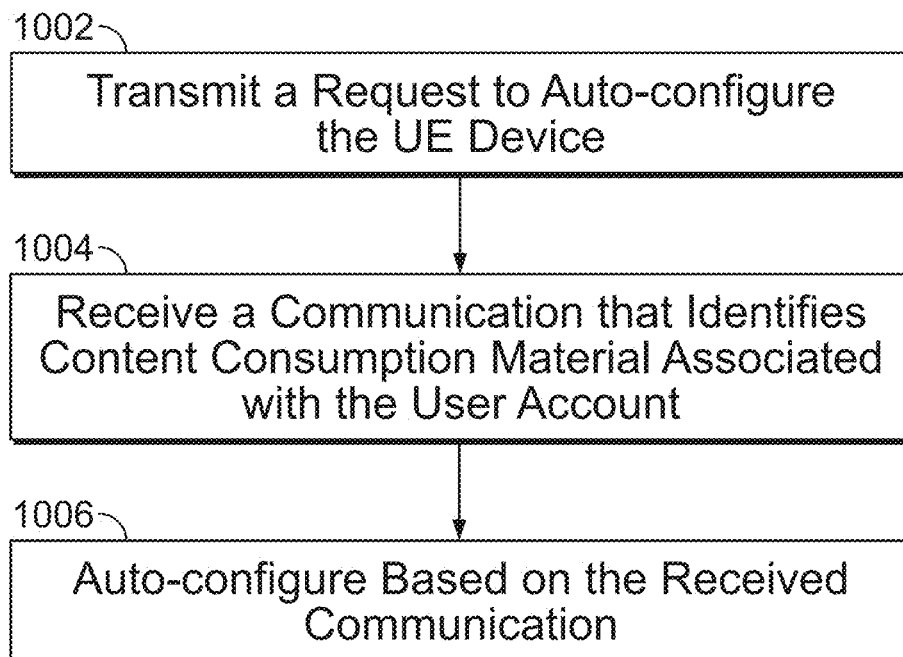 1002
Transmit a Request to Auto-configure
the UE Device
1004
Receive a Communication that Identifies
Content Consumption Material Associated
with the User Account
1006
Auto-configure Based on the Received
Communication